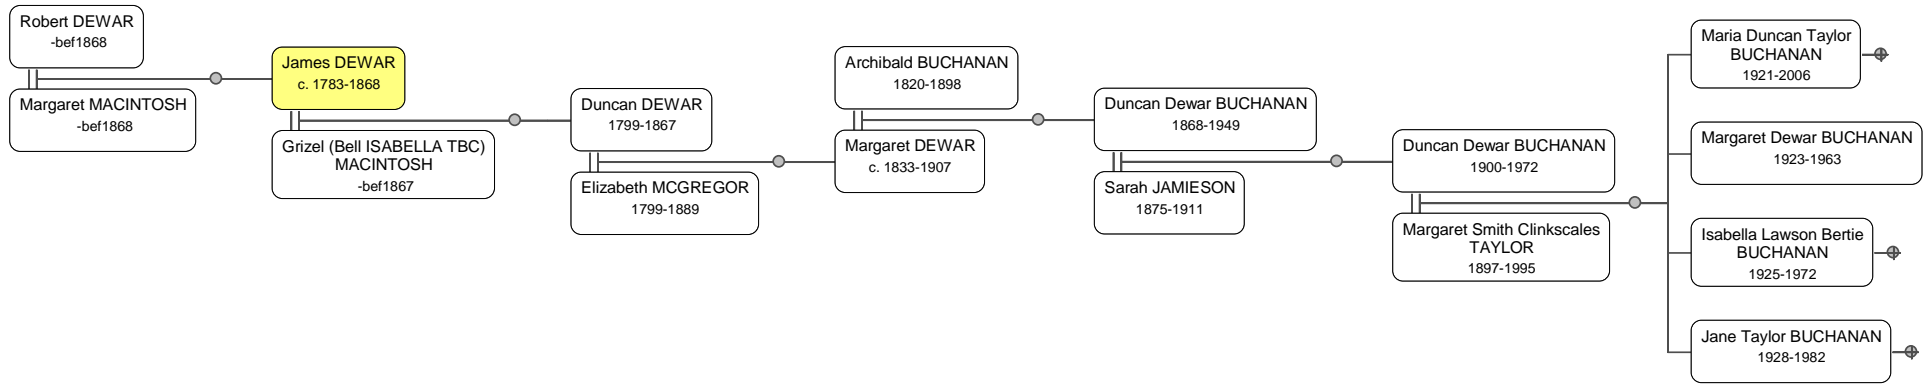 Robert DEWAR
-bef1868
Margaret MACINTOSH
-bef1868
James DEWAR
c. 1783-1868
Grizel (Bell ISABELLA TBC)
MACINTOSH
-bef1867
Duncan DEWAR
1799-1867
Elizabeth MCGREGOR
1799-1889
Archibald BUCHANAN
1820-1898
Margaret DEWAR
c. 1833-1907
Duncan Dewar BUCHANAN
1868-1949
Sarah JAMIESON
1875-1911
Duncan Dewar BUCHANAN
1900-1972
Margaret Smith Clinkscales
TAYLOR
1897-1995
Maria Duncan Taylor
BUCHANAN
1921-2006
Margaret Dewar BUCHANAN
1923-1963
Isabella Lawson Bertie
BUCHANAN
1925-1972
Jane Taylor BUCHANAN
1928-1982